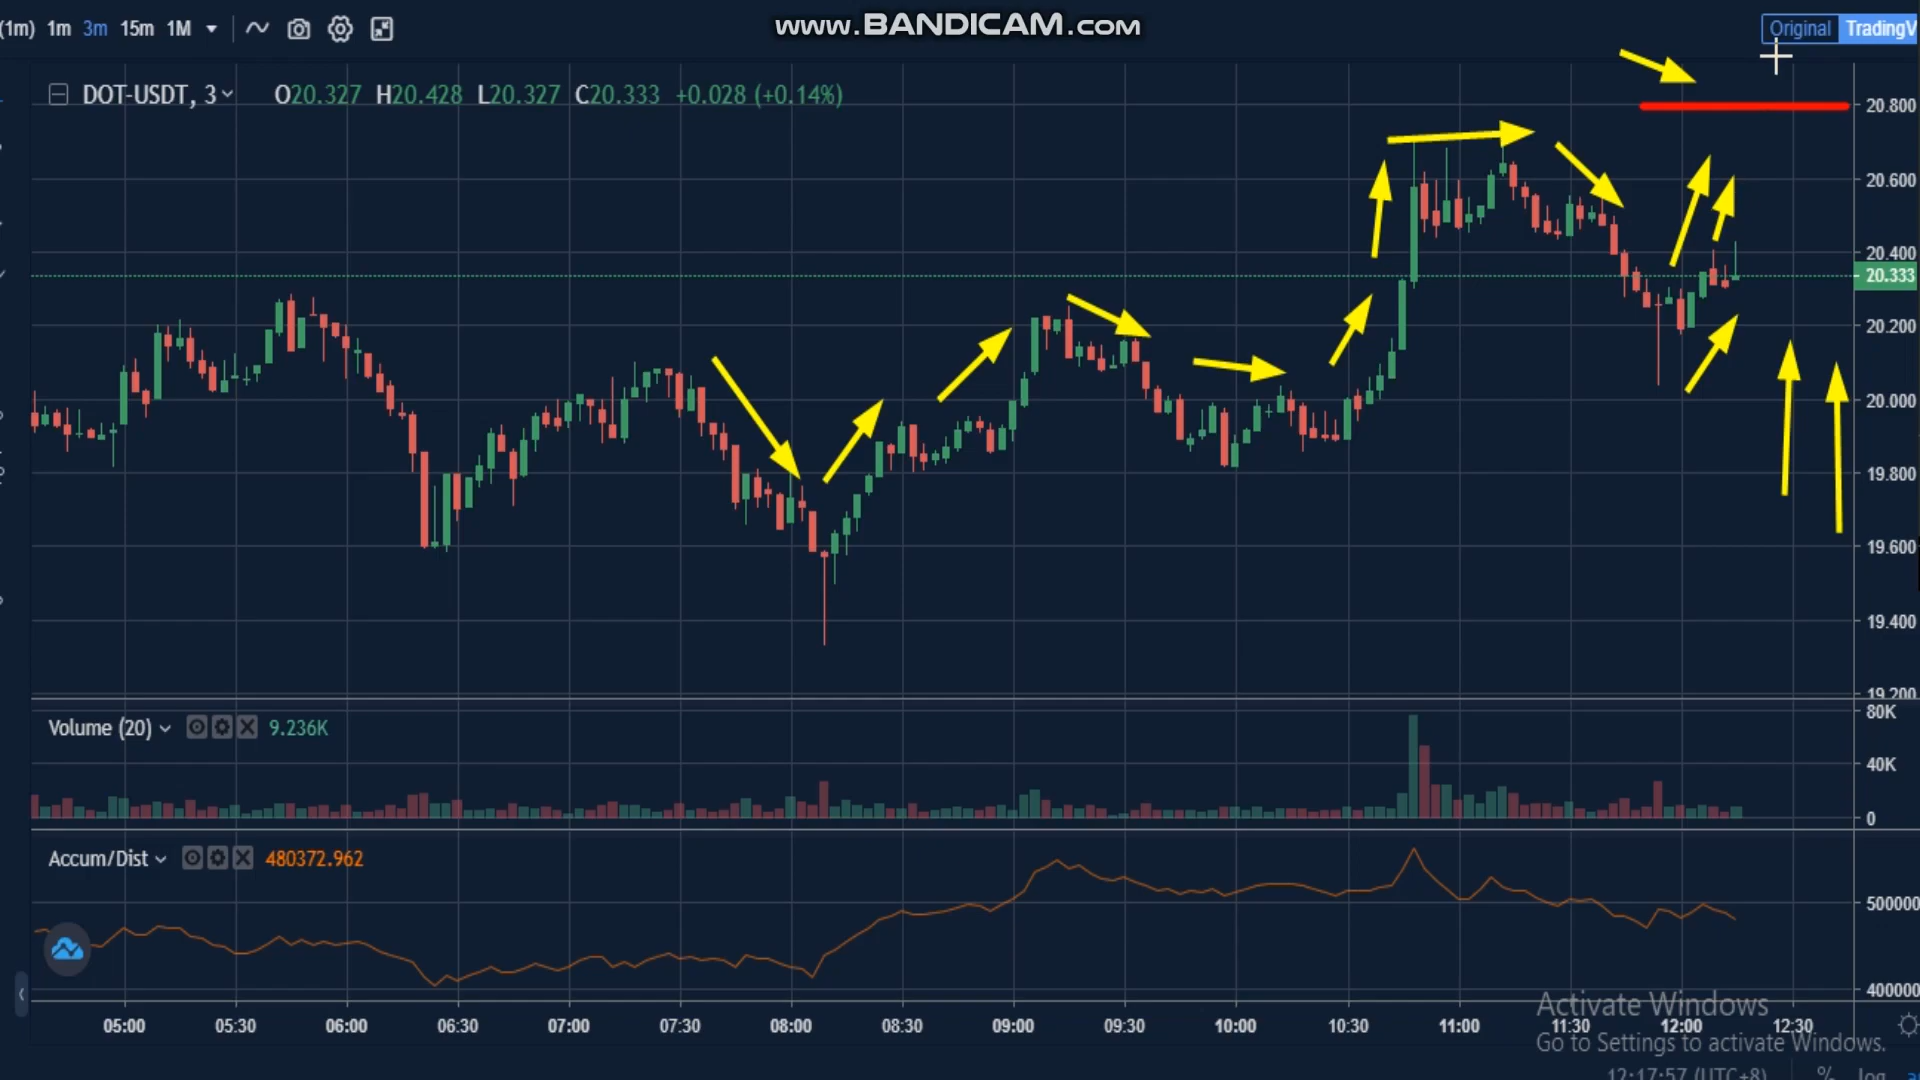 www.BANDICAM.com
(1m) 1m 3m 15m 1M
Original TradingV
DOT-USDT, 3 O20.327 H20.428 L20.327 C20.333 +0.028 (+0.14%)
20.800
20.600
20.400
20.333
20.200
20.000
19.800
19.600
19.400
19.200
Volume (20) 9.236K
80K
40K
0
Accum/Dist 480372.962
500000
400000
05:00 05:30 06:00 06:30 07:00 07:30 08:00 08:30 09:00 09:30 10:00 10:30 11:00 11:30 12:00 12:30
Activate Windows
Go to Settings to activate Windows.
12:17:57 (UTC+8) % log